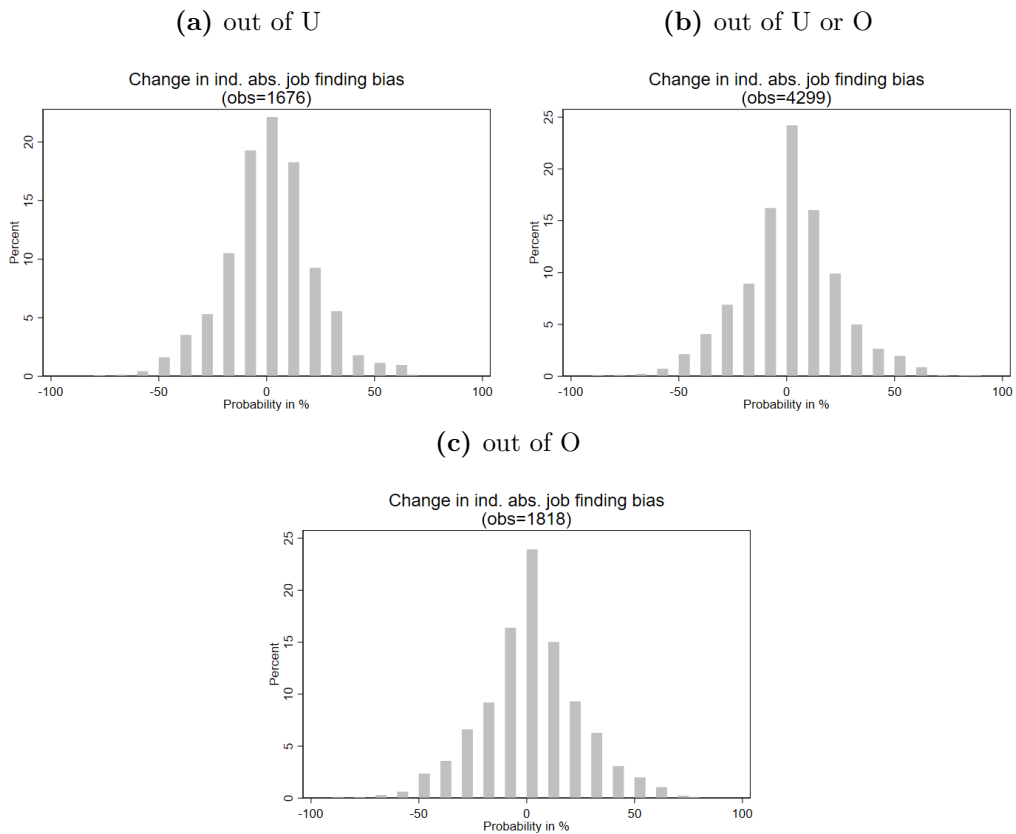 (a) out of U
(b) out of U or O
Change in ind. abs. job finding bias
(obs=1676)
Percent
20
15
10
5
0
-100
-50
0
50
100
Probability in %
Change in ind. abs. job finding bias
(obs=4299)
Percent
25
20
15
10
5
0
-100
-50
0
50
100
Probability in %
(c) out of O
Change in ind. abs. job finding bias
(obs=1818)
Percent
25
20
15
10
5
0
-100
-50
0
50
100
Probability in %